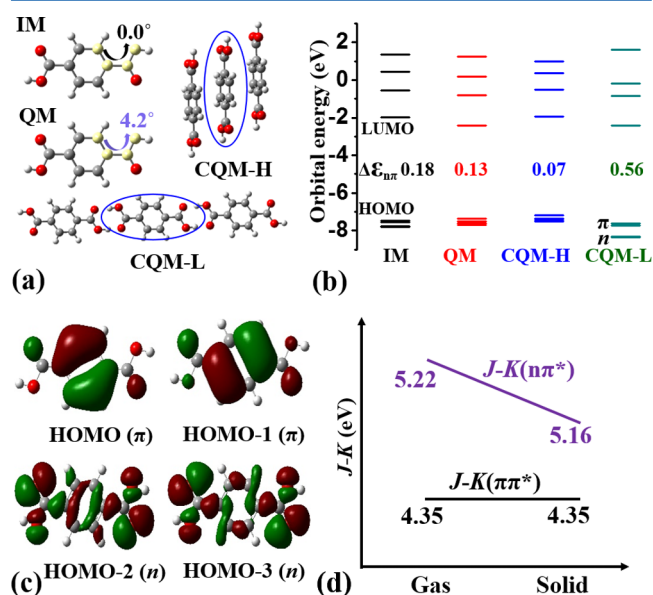 IM
0.0°
QM
4.2°
CQM-H
CQM-L
(a)
Orbital energy (eV)
2
0
-2
-4
-6
-8
LUMO
Δεnπ 0.18
0.13
0.07
0.56
HOMO
π
n
IM
QM
CQM-H
CQM-L
(b)
HOMO (π)
HOMO-1 (π)
HOMO-2 (n)
HOMO-3 (n)
(c)
J-K (eV)
5.22
J-K(nπ*)
5.16
J-K(ππ*)
4.35
4.35
Gas
Solid
(d)